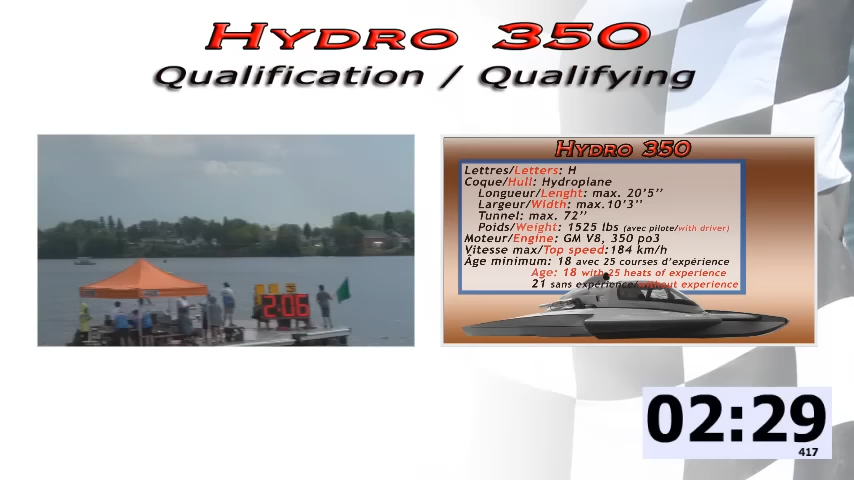 Hydro 350
Qualification / Qualifying
Hydro 350
Lettres/Letters: H
Coque/Hull: Hydroplane
Longueur/Lenght: max. 20'5''
Largeur/Width: max.10'3''
Tunnel: max. 72''
Poids/Weight: 1525 lbs (avec pilote/with driver)
Moteur/Engine: GM V8, 350 po3
Vitesse max/Top speed:184 km/h
Âge minimum: 18 avec 25 courses d'expérience
Age: 18 with 25 heats of experience
21 sans expérience/without experience
2:06
02:29
417